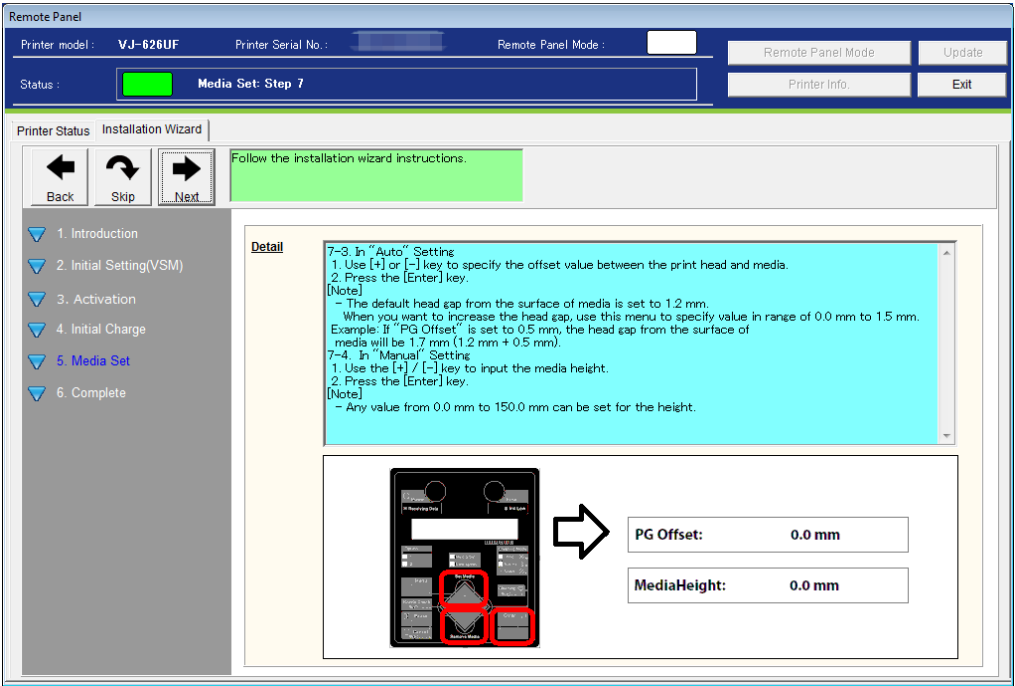 Remote Panel
Printer model : VJ-626UF Printer Serial No. : Remote Panel Mode :
Remote Panel Mode Update
Status : Media Set: Step 7
Printer Info. Exit
Printer Status Installation Wizard
Back Skip Next
Follow the installation wizard instructions.
1. Introduction
2. Initial Setting(VSM)
3. Activation
4. Initial Charge
5. Media Set
6. Complete
Detail
7-3. In "Auto" Setting
1. Use [+] or [-] key to specify the offset value between the print head and media.
2. Press the [Enter] key.
[Note]
- The default head gap from the surface of media is set to 1.2 mm.
When you want to increase the head gap, use this menu to specify value in range of 0.0 mm to 1.5 mm.
Example: If "PG Offset" is set to 0.5 mm, the head gap from the surface of
media will be 1.7 mm (1.2 mm + 0.5 mm).
7-4. In "Manual" Setting
1. Use the [+] / [-] key to input the media height.
2. Press the [Enter] key.
[Note]
- Any value from 0.0 mm to 150.0 mm can be set for the height.
Receiving Data
Menu
Set Media
Pause
Cancel
Remove Media
Enter
PG Offset: 0.0 mm
MediaHeight: 0.0 mm